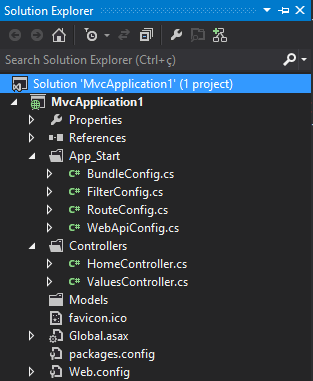 Solution Explorer
Search Solution Explorer (Ctrl+ç)
Solution 'MvcApplication1' (1 project)
MvcApplication1
Properties
References
App_Start
BundleConfig.cs
FilterConfig.cs
RouteConfig.cs
WebApiConfig.cs
Controllers
HomeController.cs
ValuesController.cs
Models
favicon.ico
Global.asax
packages.config
Web.config